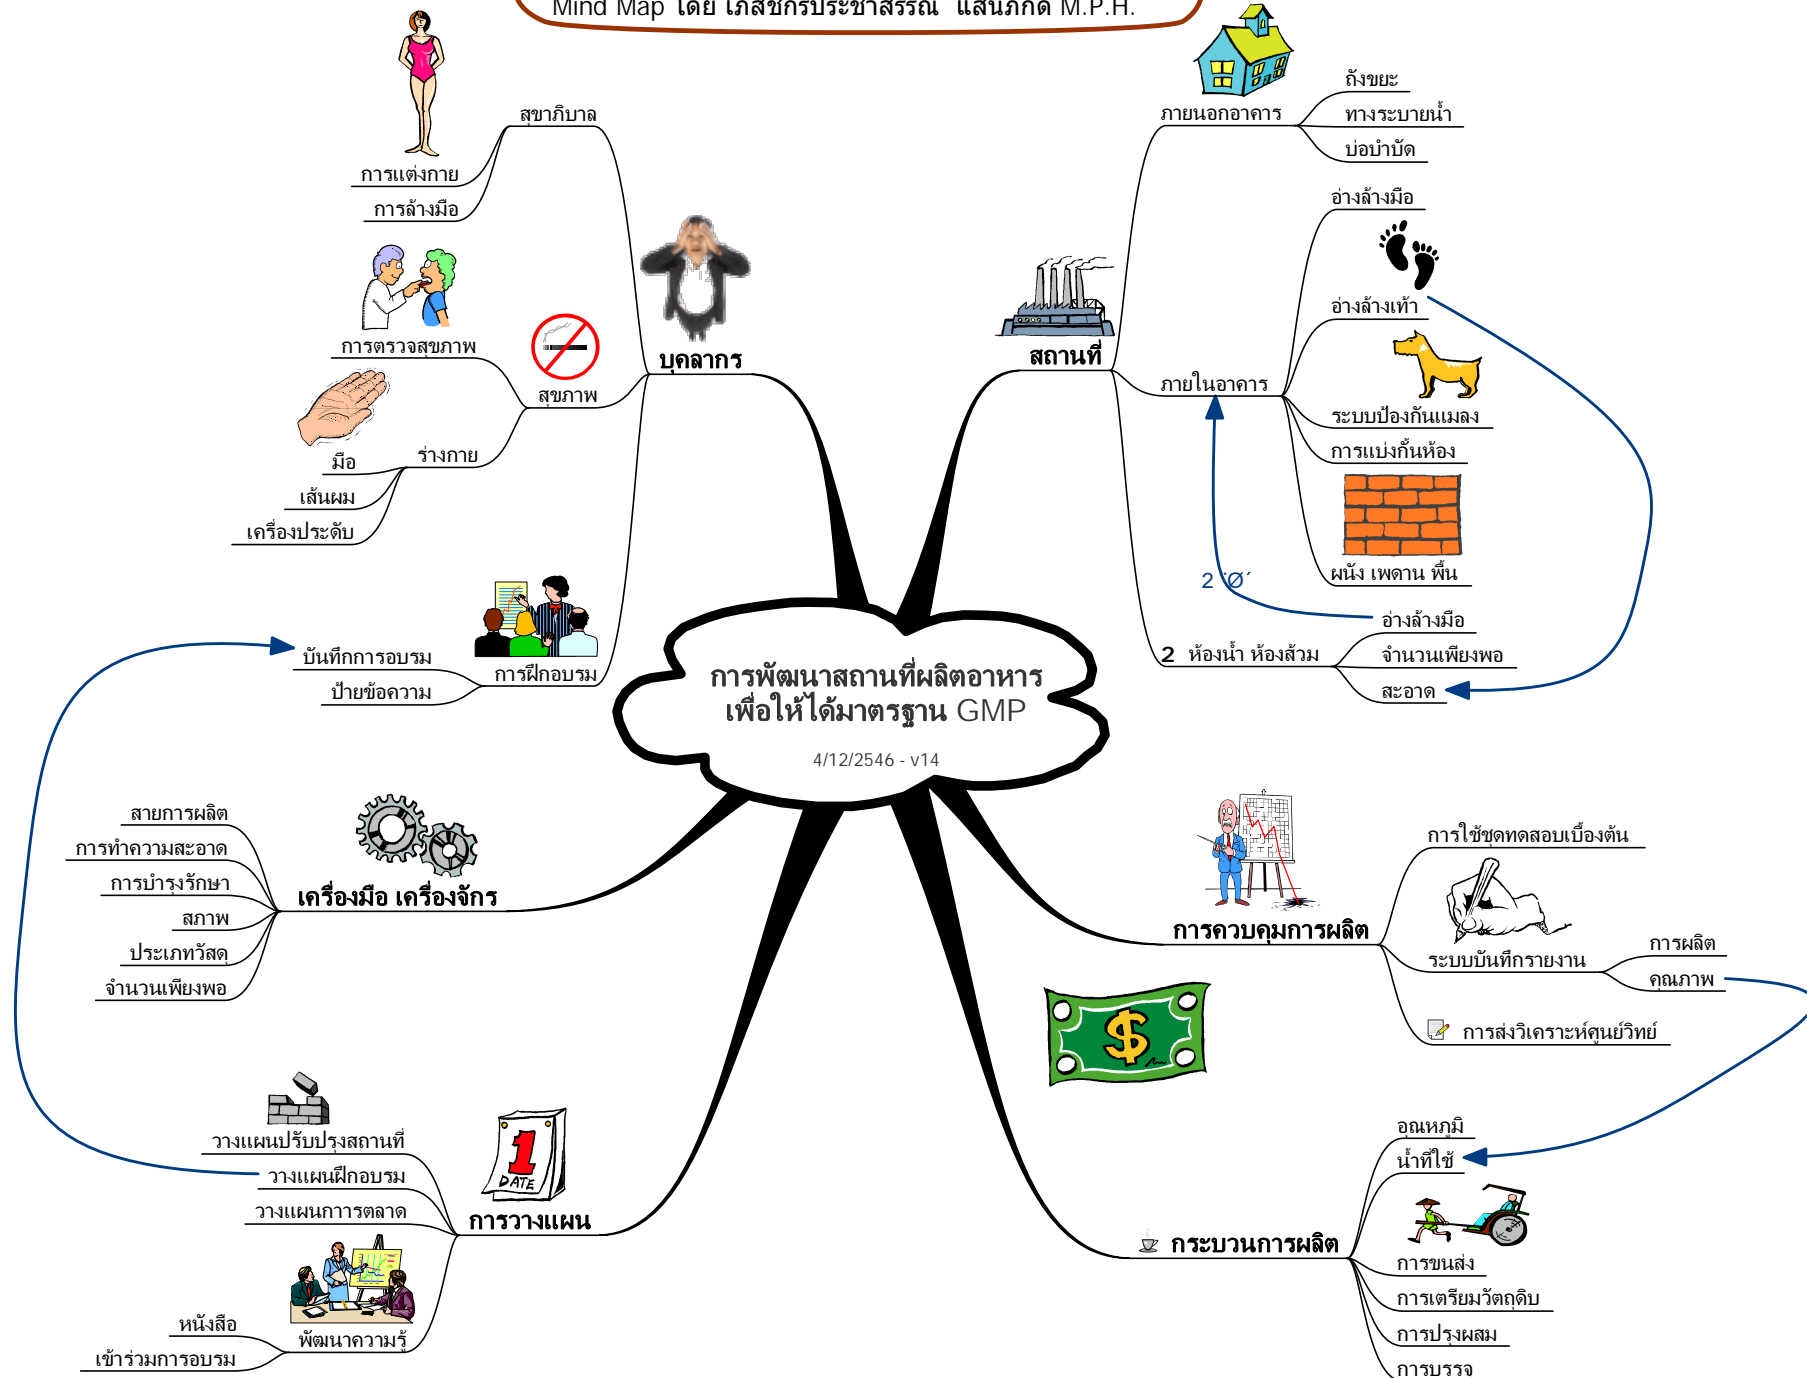 Mind Map โดย เภสัชกรประชาสรรณ์ แสนภักดี M.P.H.
สุขาภิบาล
การแต่งกาย
การล้างมือ
การตรวจสุขภาพ
สุขภาพ
บุคลากร
ร่างกาย
มือ
เส้นผม
เครื่องประดับ
บันทึกการอบรม
ป้ายข้อความ
การฝึกอบรม
ภายนอกอาคาร
ถังขยะ
ทางระบายน้ำ
บ่อบำบัด
อ่างล้างมือ
อ่างล้างเท้า
สถานที่
ภายในอาคาร
ระบบป้องกันแมลง
การแบ่งกั้นห้อง
ผนัง เพดาน พื้น
2 ¨Ø´
อ่างล้างมือ
2 ห้องน้ำ ห้องส้วม
จำนวนเพียงพอ
สะอาด
การพัฒนาสถานที่ผลิตอาหาร
เพื่อให้ได้มาตรฐาน GMP
4/12/2546 - v14
สายการผลิต
การทำความสะอาด
การบำรุงรักษา
เครื่องมือ เครื่องจักร
สภาพ
ประเภทวัสดุ
จำนวนเพียงพอ
การใช้ชุดทดสอบเบื้องต้น
การควบคุมการผลิต
ระบบบันทึกรายงาน
การผลิต
คุณภาพ
การส่งวิเคราะห์ศูนย์วิทย์
$
1
DATE
วางแผนปรับปรุงสถานที่
วางแผนฝึกอบรม
วางแผนกาารตลาด
การวางแผน
พัฒนาความรู้
หนังสือ
เข้าร่วมการอบรม
อุณหภูมิ
น้ำที่ใช้
กระบวนการผลิต
การขนส่ง
การเตรียมวัตถุดิบ
การปรุงผสม
การบรรจุ